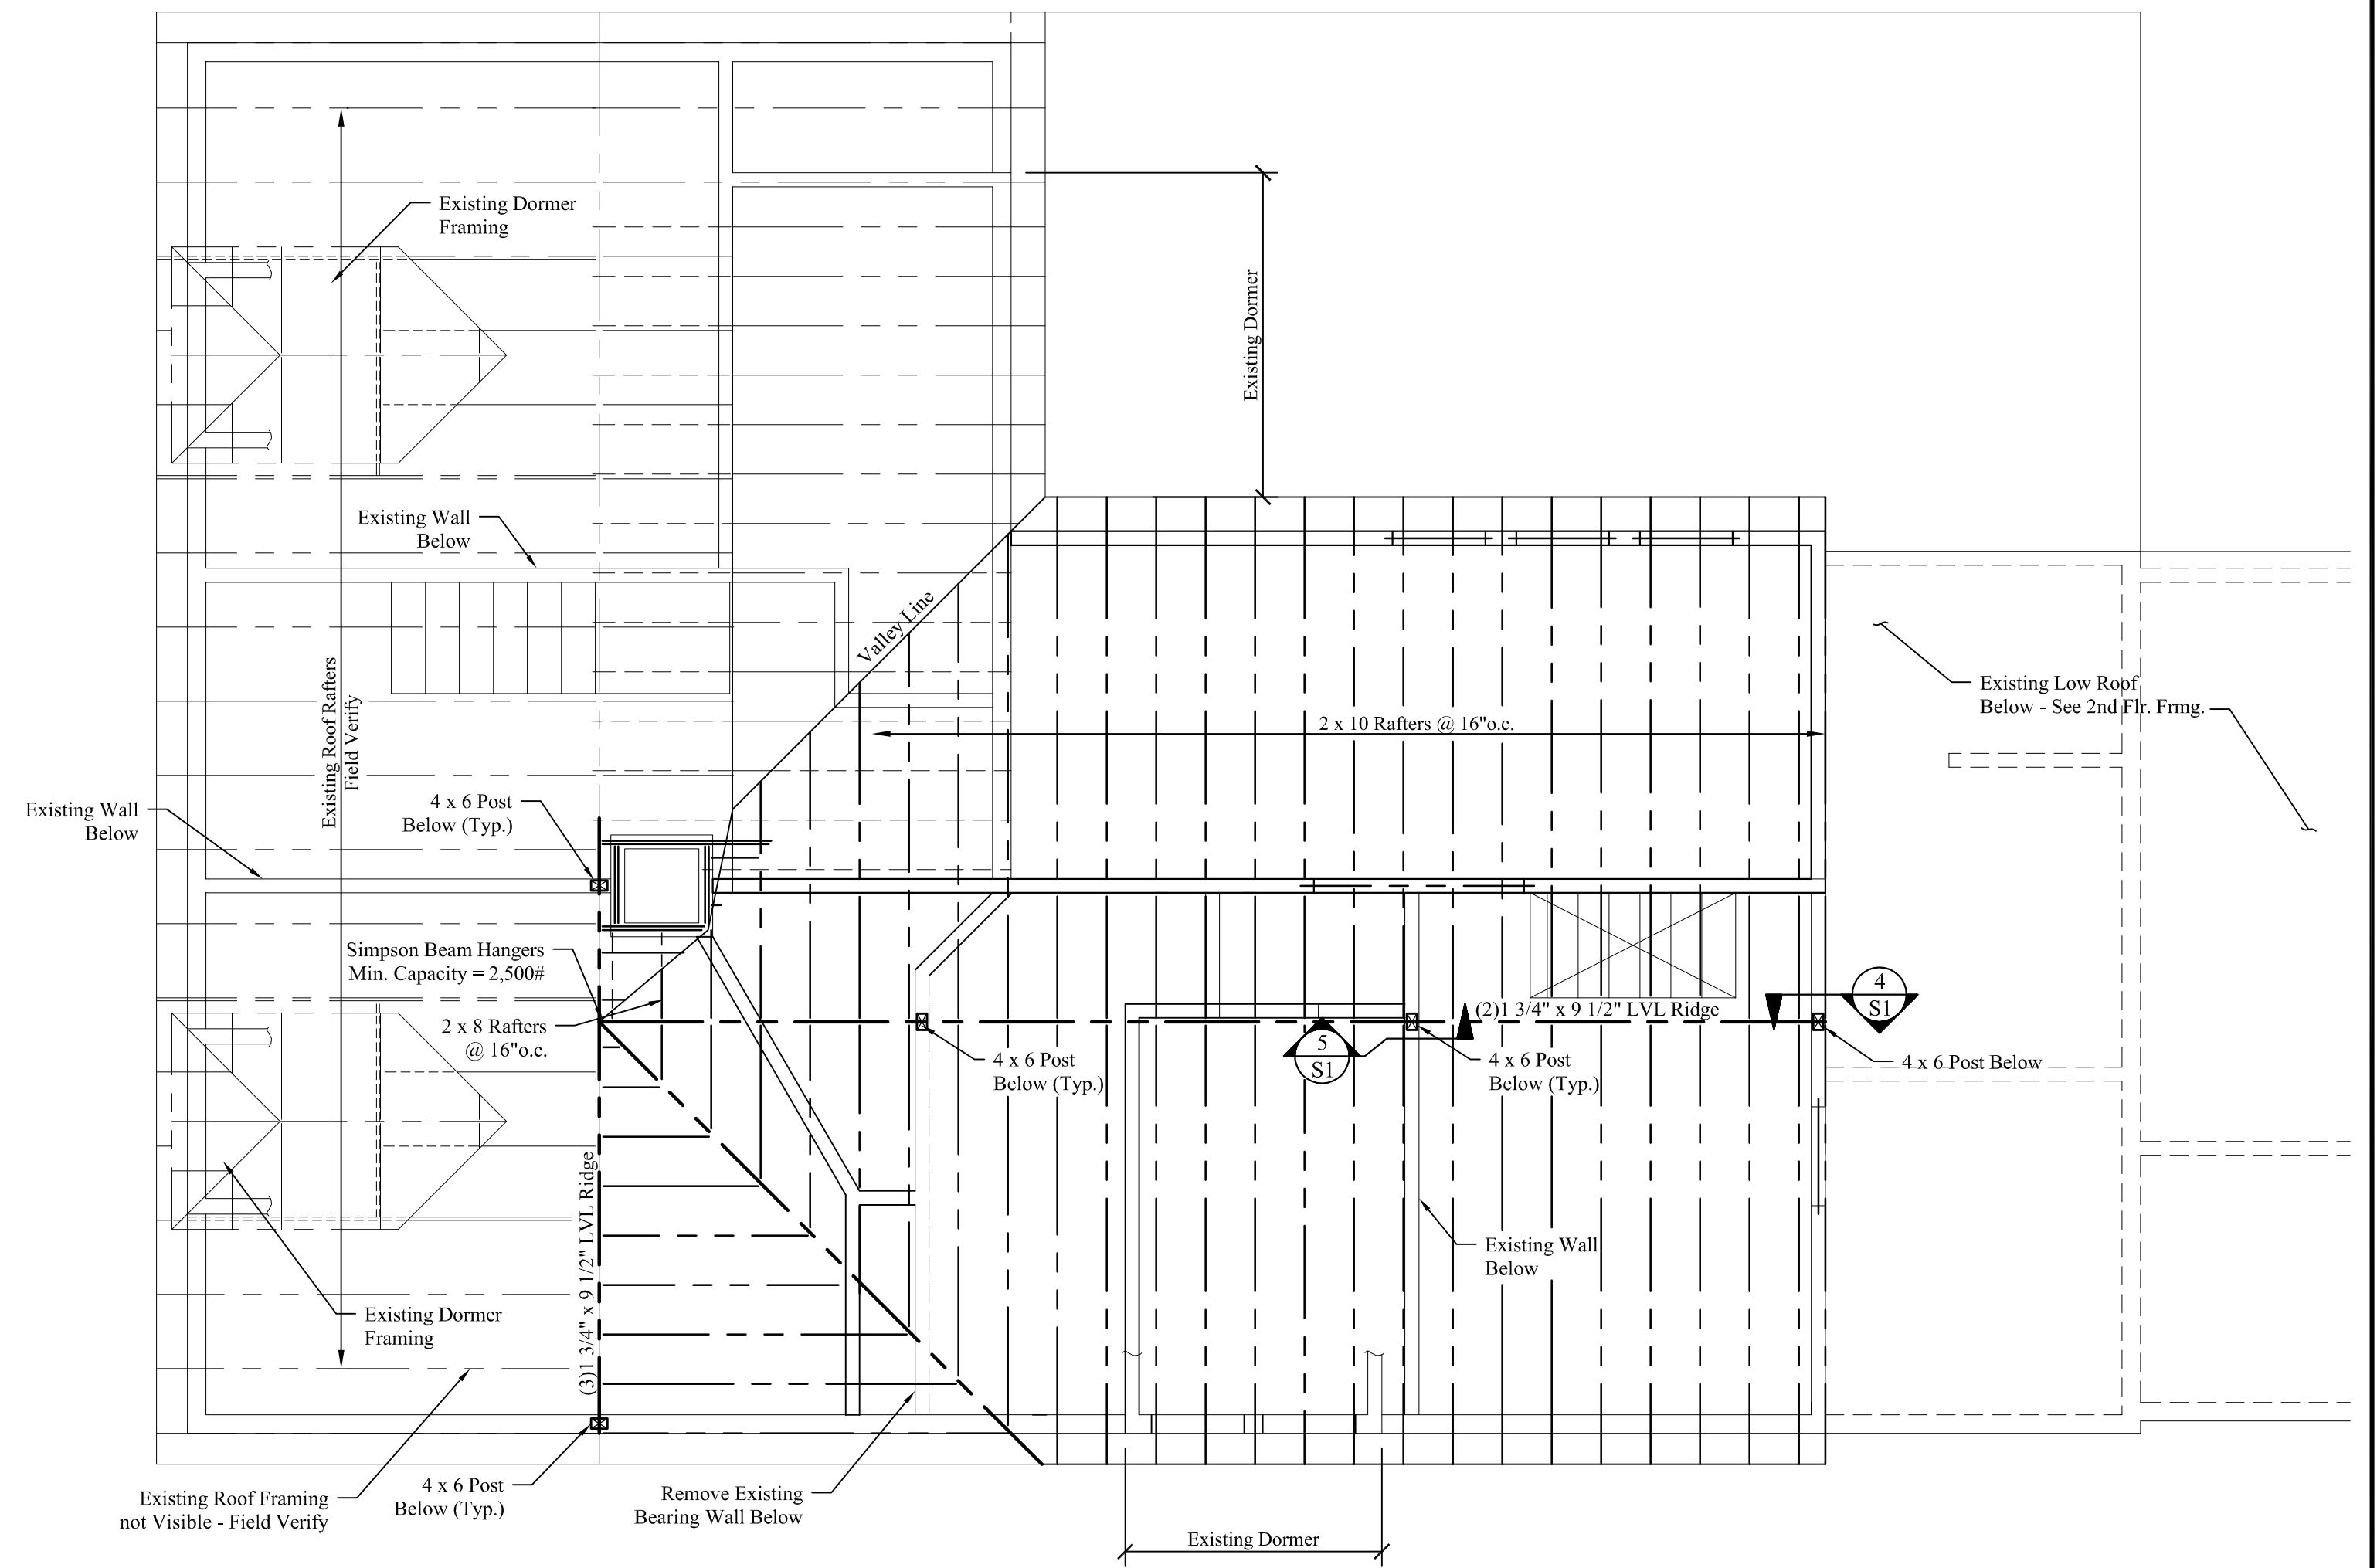 Existing Dormer
Framing
Existing Dormer
Existing Wall
Below
Valley Line
Existing Roof Rafters
Field Verify
Existing Low Roof
Below - See 2nd Flr. Frmg.
2 x 10 Rafters @ 16"o.c.
Existing Wall
Below
4 x 6 Post
Below (Typ.)
Simpson Beam Hangers
Min. Capacity = 2,500#
2 x 8 Rafters
@ 16"o.c.
(2)1 3/4" x 9 1/2" LVL Ridge
4
S1
5
S1
4 x 6 Post
Below (Typ.)
4 x 6 Post
Below (Typ.)
4 x 6 Post Below
(3)1 3/4" x 9 1/2" LVL Ridge
Existing Wall
Below
Existing Dormer
Framing
4 x 6 Post
Below (Typ.)
Existing Roof Framing
not Visible - Field Verify
Remove Existing
Bearing Wall Below
Existing Dormer